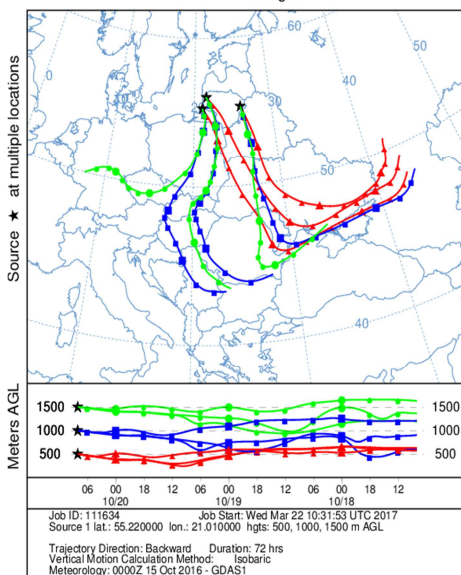 60
50
0
40
30
50
40
Source ★ at multiple locations
Meters AGL
1500 1500
1000 1000
500 500
06 00 18 12 06 00 18 12 06 00 18 12
10/20 10/19 10/18
Job ID: 111634 Job Start: Wed Mar 22 10:31:53 UTC 2017
Source 1 lat.: 55.220000 lon.: 21.010000 hgts: 500, 1000, 1500 m AGL
Trajectory Direction: Backward Duration: 72 hrs
Vertical Motion Calculation Method: Isobaric
Meteorology: 0000Z 15 Oct 2016 - GDAS1